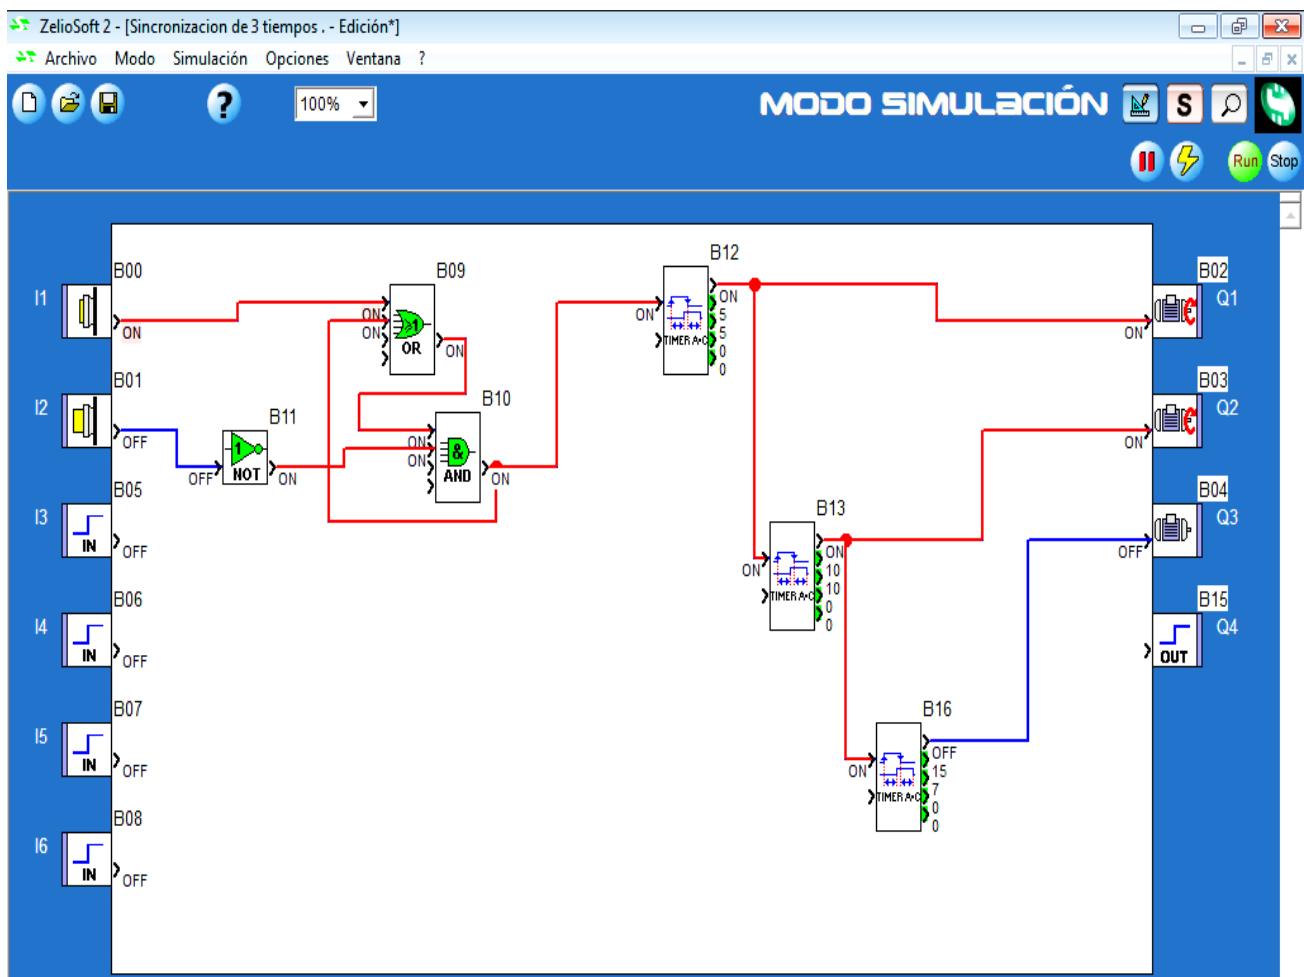 ZelioSoft 2 - [Sincronizacion de 3 tiempos . - Edición*]
Archivo Modo Simulación Opciones Ventana ?
? 100% MODO SIMULACIÓN S
Run Stop
B12
B00 B09 B02
I1 Q1
ON
ON 5
ON 5
ON ON >1 TIMER A•C 0 ON
OR ON 0
B01 B10 B03
I2 B11 Q2
OFF ON ON
1 ON &
OFF NOT ON AND ON
B05 B13 B04
I3 Q3
IN OFF ON OFF
10
ON 10
TIMER A•C 0
B06 0 B15
I4 Q4
IN OFF OUT
B07 B16
I5 OFF
IN OFF ON 15
7
TIMER A•C 0
B08 0
I6
IN OFF